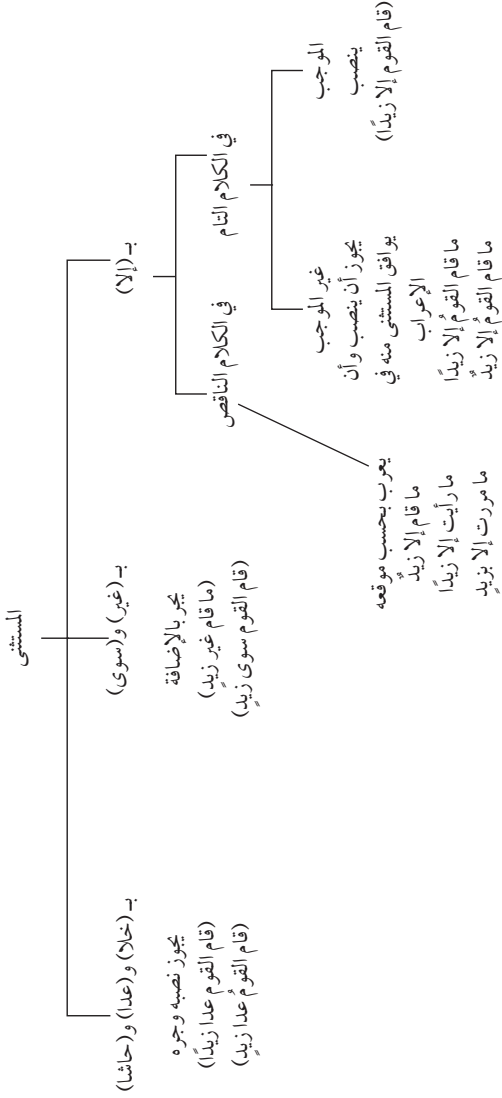 المستثنى
بـ (إلا)
في الكلام التام
الموجب
ينصب
(قام القومُ إلا زيدًا)
غير الموجب
يجوز أن ينصب وأن
يوافق المستثنى منه في
الإعراب
ما قام القومُ إلا زيدًا
ما قام القومُ إلا زيدٌ
في الكلام الناقص
يعرب بحسب موقعه
ما قام إلا زيدٌ
ما رأيت إلا زيدًا
ما مررت إلا بزيدٍ
بـ (غير) و(سوى)
يجر بالإضافة
(ما قام غير زيدٍ)
(قام القوم سوى زيدٍ)
بـ (خلا) و(عدا) و(حاشا)
يجوز نصبه وجره
(قام القوم عدا زيدًا)
(قام القومُ عدا زيدٍ)